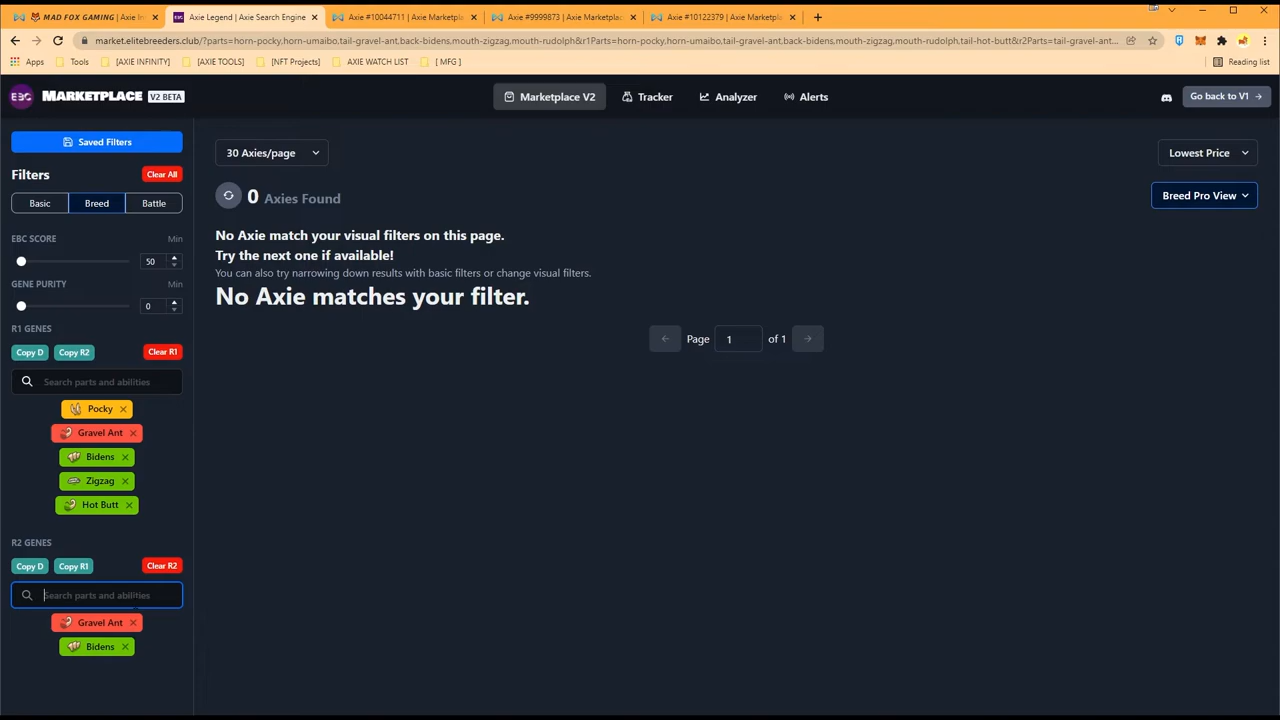 MAD FOX GAMING | Axie In
Axie Legend | Axie Search Engine
Axie #10044711 | Axie Marketpla
Axie #9999873 | Axie Marketplac
Axie #10122379 | Axie Marketpla
market.elitebreeders.club/?parts=horn-pocky,horn-umaibo,tail-gravel-ant,back-bidens,mouth-zigzag,mouth-rudolph&r1Parts=horn-pocky,horn-umaibo,tail-gravel-ant,back-bidens,mouth-zigzag,mouth-rudolph,tail-hot-butt&r2Parts=tail-gravel-ant...
Apps
Tools
[AXIE INFINITY]
[AXIE TOOLS]
[NFT Projects]
AXIE WATCH LIST
[ MFG ]
Reading list
EBC MARKETPLACE V2 BETA
Marketplace V2
Tracker
Analyzer
Alerts
Go back to V1 →
Saved Filters
Filters
Clear All
Basic
Breed
Battle
EBC SCORE
Min
50
GENE PURITY
Min
0
R1 GENES
Copy D
Copy R2
Clear R1
Search parts and abilities
Pocky ×
Gravel Ant ×
Bidens ×
Zigzag ×
Hot Butt ×
R2 GENES
Copy D
Copy R1
Clear R2
Search parts and abilities
Gravel Ant ×
Bidens ×
30 Axies/page
Lowest Price
0 Axies Found
Breed Pro View
No Axie match your visual filters on this page.
Try the next one if available!
You can also try narrowing down results with basic filters or change visual filters.
No Axie matches your filter.
← Page 1 of 1 →